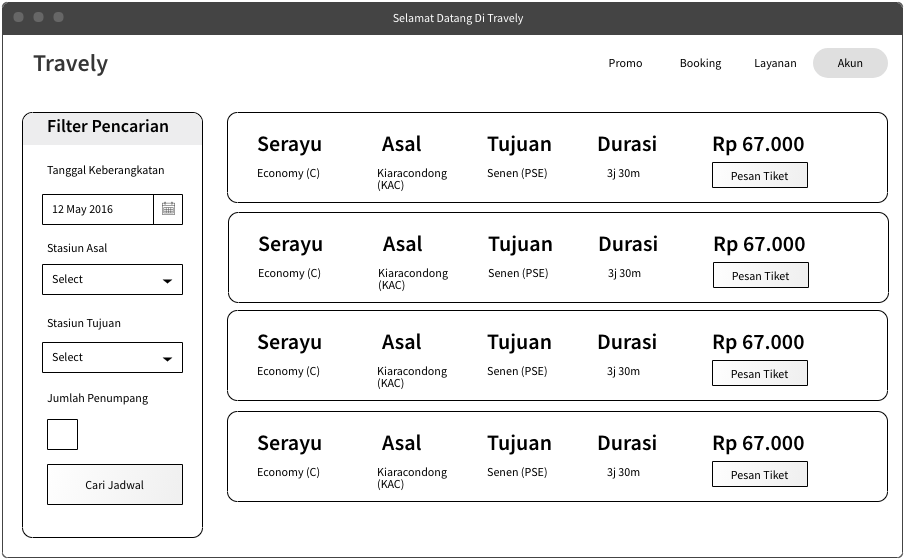 Selamat Datang Di Travely
Travely
Promo Booking Layanan Akun
Filter Pencarian
Tanggal Keberangkatan
12 May 2016
Stasiun Asal
Select
Stasiun Tujuan
Select
Jumlah Penumpang
Cari Jadwal
Serayu Asal Tujuan Durasi Rp 67.000
Economy (C) Kiaracondong Senen (PSE) 3j 30m Pesan Tiket
(KAC)
Serayu Asal Tujuan Durasi Rp 67.000
Economy (C) Kiaracondong Senen (PSE) 3j 30m Pesan Tiket
(KAC)
Serayu Asal Tujuan Durasi Rp 67.000
Economy (C) Kiaracondong Senen (PSE) 3j 30m Pesan Tiket
(KAC)
Serayu Asal Tujuan Durasi Rp 67.000
Economy (C) Kiaracondong Senen (PSE) 3j 30m Pesan Tiket
(KAC)